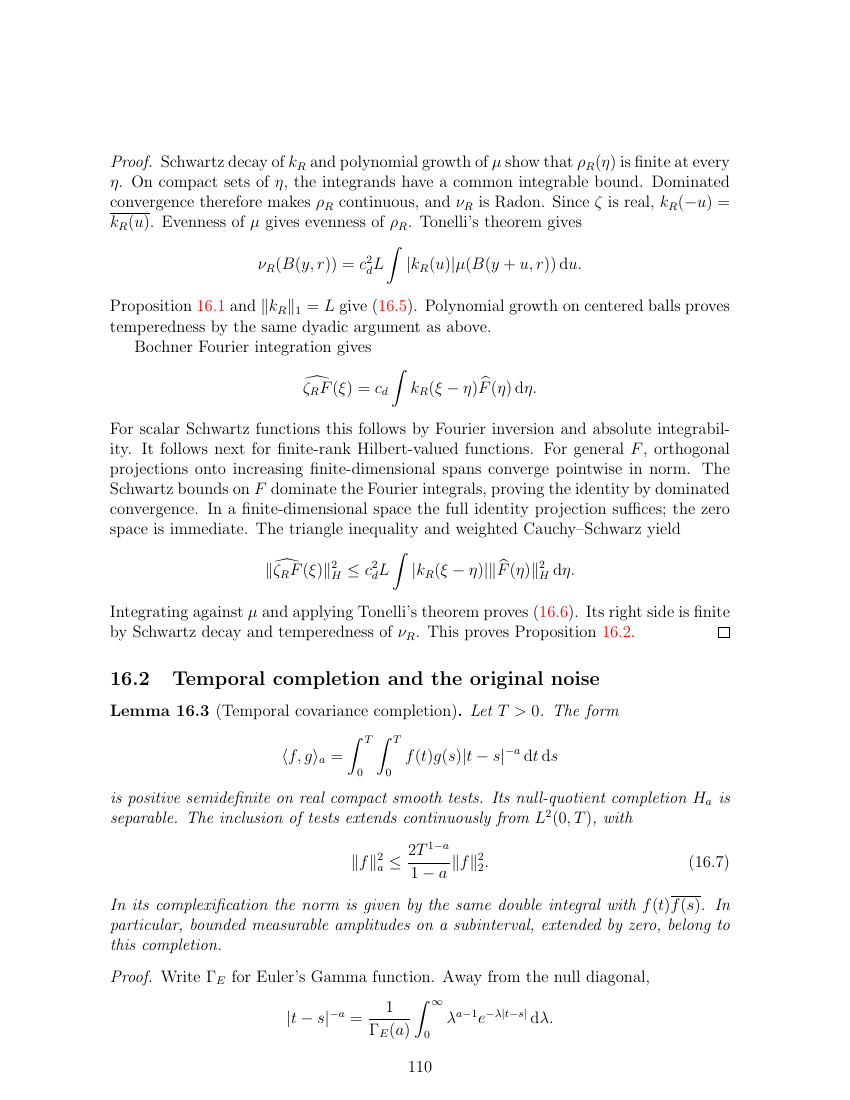 Proof. Schwartz decay of k_R and polynomial growth of μ show that ρ_R(η) is finite at every
η. On compact sets of η, the integrands have a common integrable bound. Dominated
convergence therefore makes ρ_R continuous, and ν_R is Radon. Since ζ is real, k_R(−u) =
\overline{k_R(u)}. Evenness of μ gives evenness of ρ_R. Tonelli's theorem gives
ν_R(B(y, r)) = c_d^2 L ∫ |k_R(u)|μ(B(y + u, r)) du.
Proposition 16.1 and ‖k_R‖_1 = L give (16.5). Polynomial growth on centered balls proves
temperedness by the same dyadic argument as above.
Bochner Fourier integration gives
\widehat{ζ_R F}(ξ) = c_d ∫ k_R(ξ − η)\widehat{F}(η) dη.
For scalar Schwartz functions this follows by Fourier inversion and absolute integrabil-
ity. It follows next for finite-rank Hilbert-valued functions. For general F, orthogonal
projections onto increasing finite-dimensional spans converge pointwise in norm. The
Schwartz bounds on F dominate the Fourier integrals, proving the identity by dominated
convergence. In a finite-dimensional space the full identity projection suffices; the zero
space is immediate. The triangle inequality and weighted Cauchy–Schwarz yield
‖\widehat{ζ_R F}(ξ)‖_H^2 ≤ c_d^2 L ∫ |k_R(ξ − η)|‖\widehat{F}(η)‖_H^2 dη.
Integrating against μ and applying Tonelli's theorem proves (16.6). Its right side is finite
by Schwartz decay and temperedness of ν_R. This proves Proposition 16.2. □
16.2 Temporal completion and the original noise
Lemma 16.3 (Temporal covariance completion). Let T > 0. The form
⟨f, g⟩_a = ∫_0^T ∫_0^T f(t)g(s)|t − s|^{−a} dt ds
is positive semidefinite on real compact smooth tests. Its null-quotient completion H_a is
separable. The inclusion of tests extends continuously from L^2(0, T), with
‖f‖_a^2 ≤ \frac{2T^{1−a}}{1 − a}‖f‖_2^2. (16.7)
In its complexification the norm is given by the same double integral with f(t)\overline{f(s)}. In
particular, bounded measurable amplitudes on a subinterval, extended by zero, belong to
this completion.
Proof. Write Γ_E for Euler's Gamma function. Away from the null diagonal,
|t − s|^{−a} = \frac{1}{Γ_E(a)} ∫_0^∞ λ^{a−1}e^{−λ|t−s|} dλ.
110